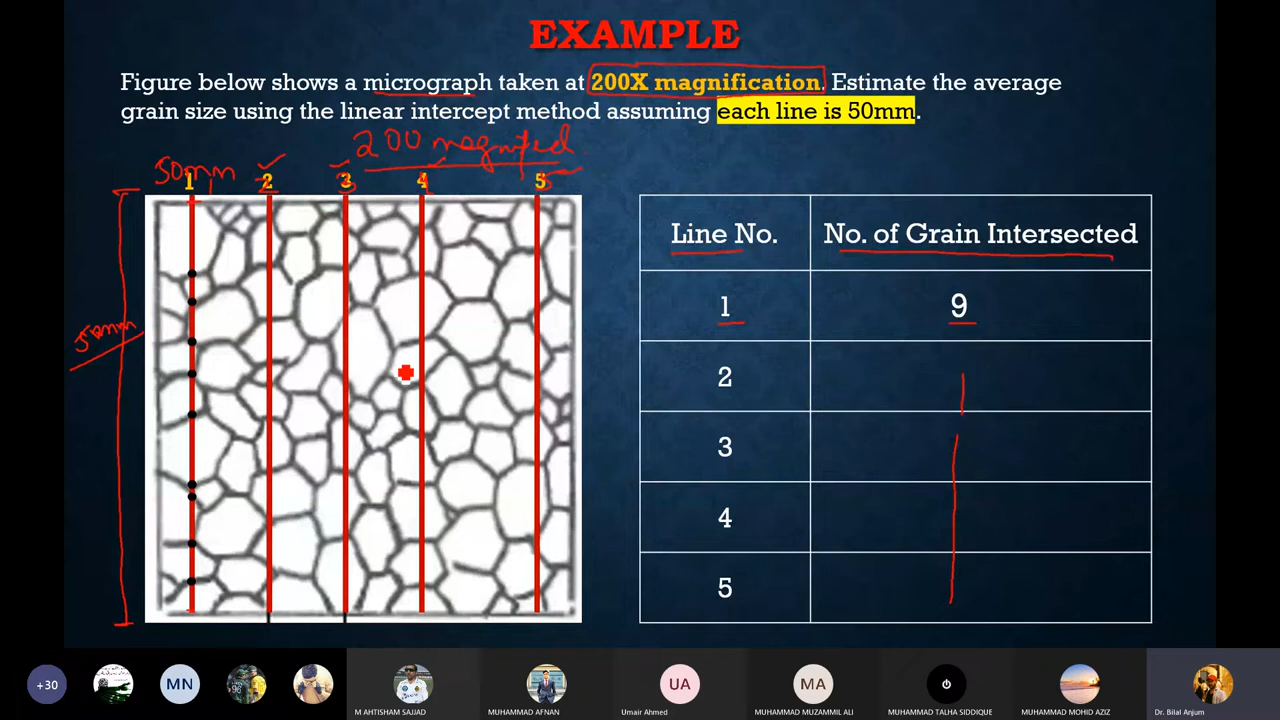 EXAMPLE
Figure below shows a micrograph taken at 200X magnification. Estimate the average
grain size using the linear intercept method assuming each line is 50mm.
200 magnified
50mm
1 2 3 4 5
50mm
Line No. No. of Grain Intersected
1 9
2
3
4
5
+30
MN
UA
MA
M AHTISHAM SAJJAD
MUHAMMAD AFNAN
Umair Ahmed
MUHAMMAD MUZAMMIL ALI
MUHAMMAD TALHA SIDDIQUE
MUHAMMAD MOHID AZIZ
Dr. Bilal Anjum